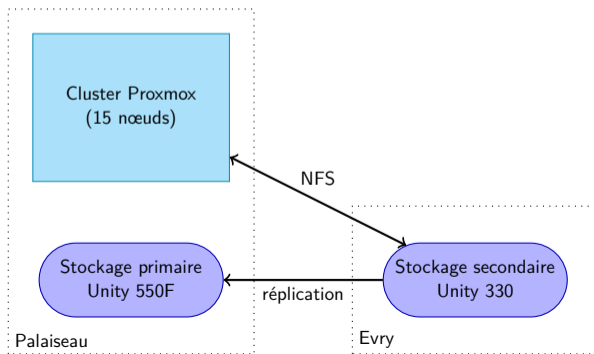 Cluster Proxmox
(15 nœuds)
NFS
Stockage primaire
Unity 550F
réplication
Stockage secondaire
Unity 330
Palaiseau
Evry